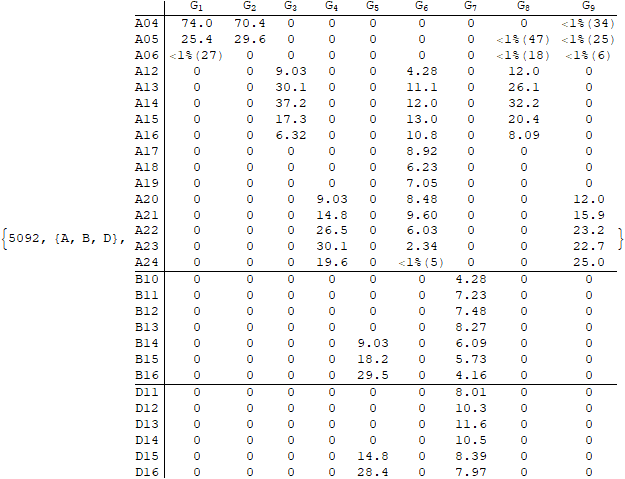 G1 G2 G3 G4 G5 G6 G7 G8 G9
A04 74.0 70.4 0 0 0 0 0 0 <1%(34)
A05 25.4 29.6 0 0 0 0 0 <1%(47) <1%(25)
A06 <1%(27) 0 0 0 0 0 0 <1%(18) <1%(6)
A12 0 0 9.03 0 0 4.28 0 12.0 0
A13 0 0 30.1 0 0 11.1 0 26.1 0
A14 0 0 37.2 0 0 12.0 0 32.2 0
A15 0 0 17.3 0 0 13.0 0 20.4 0
A16 0 0 6.32 0 0 10.8 0 8.09 0
A17 0 0 0 0 0 8.92 0 0 0
A18 0 0 0 0 0 6.23 0 0 0
A19 0 0 0 0 0 7.05 0 0 0
A20 0 0 0 9.03 0 8.48 0 0 12.0
A21 0 0 0 14.8 0 9.60 0 0 15.9
A22 0 0 0 26.5 0 6.03 0 0 23.2
{5092, {A, B, D}, A23 0 0 0 30.1 0 2.34 0 0 22.7 }
A24 0 0 0 19.6 0 <1%(5) 0 0 25.0
B10 0 0 0 0 0 0 4.28 0 0
B11 0 0 0 0 0 0 7.23 0 0
B12 0 0 0 0 0 0 7.48 0 0
B13 0 0 0 0 0 0 8.27 0 0
B14 0 0 0 0 9.03 0 6.09 0 0
B15 0 0 0 0 18.2 0 5.73 0 0
B16 0 0 0 0 29.5 0 4.16 0 0
D11 0 0 0 0 0 0 8.01 0 0
D12 0 0 0 0 0 0 10.3 0 0
D13 0 0 0 0 0 0 11.6 0 0
D14 0 0 0 0 0 0 10.5 0 0
D15 0 0 0 0 14.8 0 8.39 0 0
D16 0 0 0 0 28.4 0 7.97 0 0